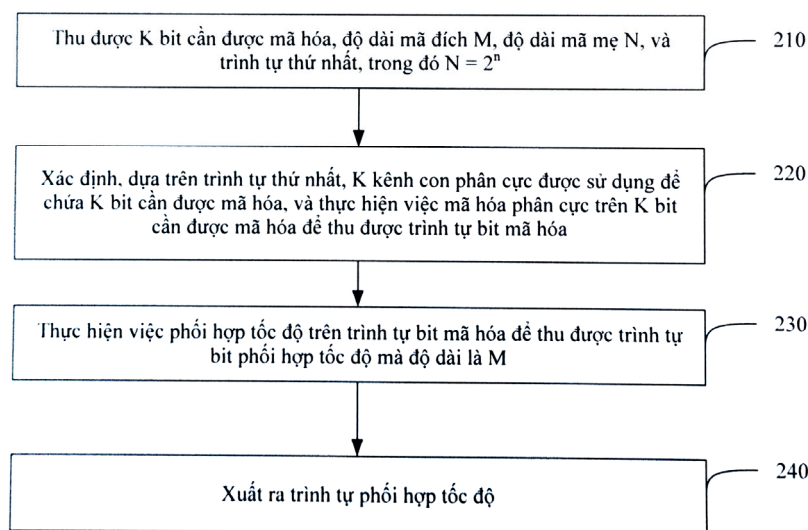 Thu được K bit cần được mã hóa, độ dài mã đích M, độ dài mã mẹ N, và
trình tự thứ nhất, trong đó N = 2ⁿ
210
Xác định, dựa trên trình tự thứ nhất, K kênh con phân cực được sử dụng để
chứa K bit cần được mã hóa, và thực hiện việc mã hóa phân cực trên K bit
cần được mã hóa để thu được trình tự bit mã hóa
220
Thực hiện việc phối hợp tốc độ trên trình tự bit mã hóa để thu được trình tự
bit phối hợp tốc độ mà độ dài là M
230
Xuất ra trình tự phối hợp tốc độ
240